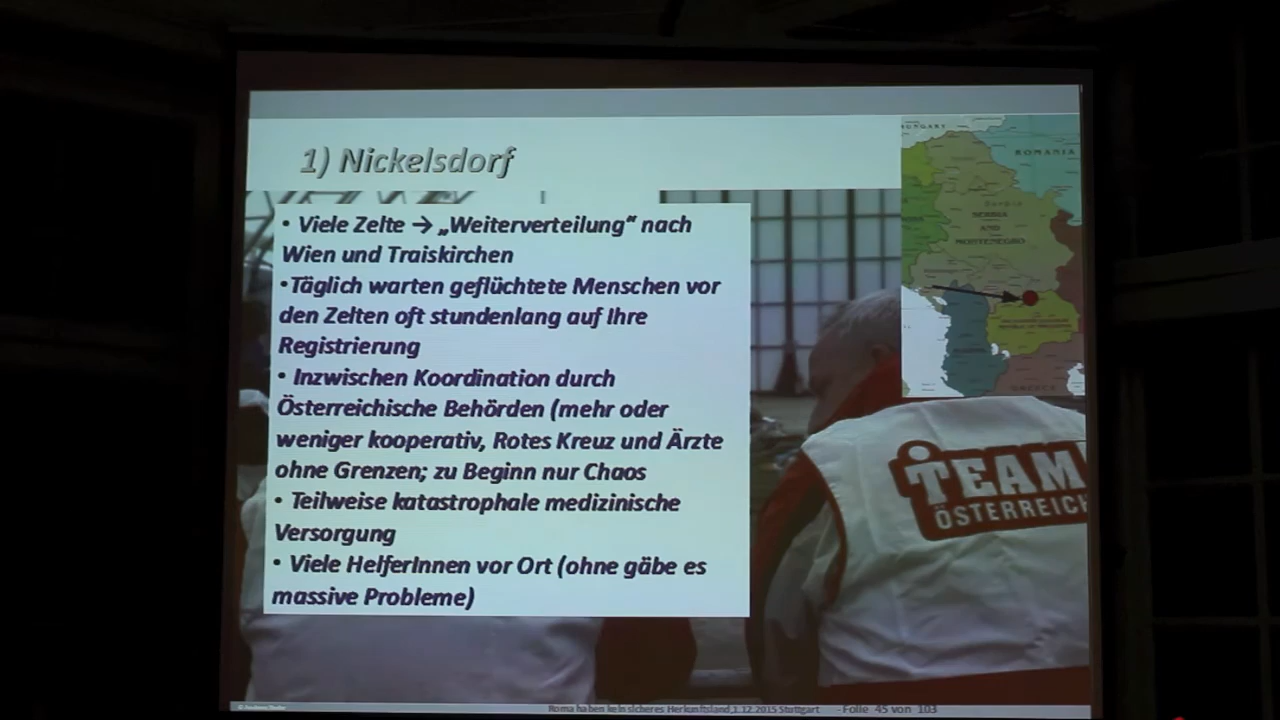 1) Nickelsdorf
• Viele Zelte → „Weiterverteilung“ nach
Wien und Traiskirchen
•Täglich warten geflüchtete Menschen vor
den Zelten oft stundenlang auf Ihre
Registrierung
• Inzwischen Koordination durch
Österreichische Behörden (mehr oder
weniger kooperativ, Rotes Kreuz und Ärzte
ohne Grenzen; zu Beginn nur Chaos
• Teilweise katastrophale medizinische
Versorgung
• Viele HelferInnen vor Ort (ohne gäbe es
massive Probleme)
HUNGARY
ROMANIA
SERBIA
AND
MONTENEGRO
GREECE
TEAM
ÖSTERREICH
Roma haben kein sicheres Herkunftsland,1.12.2015 Stuttgart - Folie 45 von 103